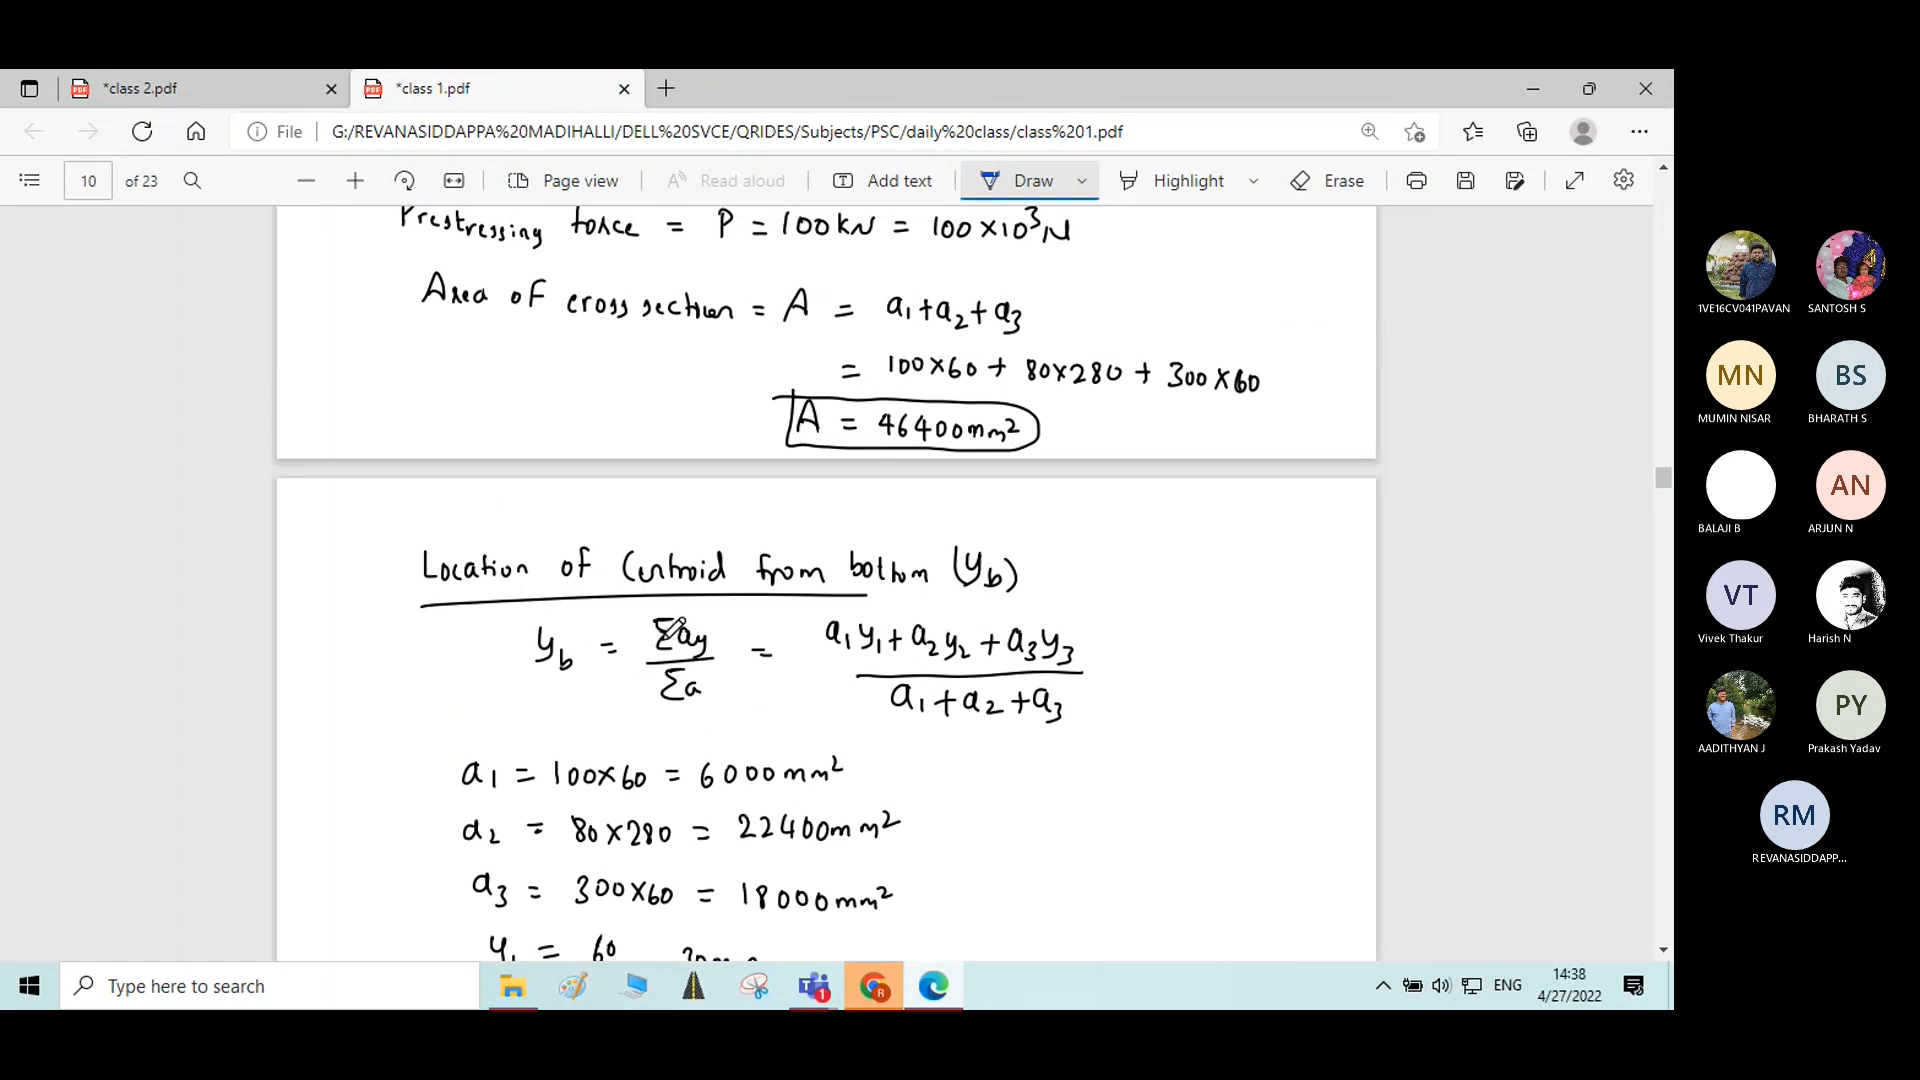 *class 2.pdf
*class 1.pdf
File G:/REVANASIDDAPPA%20MADIHALLI/DELL%20SVCE/QRIDES/Subjects/PSC/daily%20class/class%201.pdf
10 of 23 Page view Read aloud Add text Draw Highlight Erase
Prestressing force = P = 100kN = 100×10³N
Area of cross section = A = a₁+a₂+a₃
= 100×60 + 80×280 + 300×60
A = 46400mm²
Location of Centroid from bottom (y_b)
y_b = Σay / Σa = a₁y₁+a₂y₂+a₃y₃ / a₁+a₂+a₃
a₁ = 100×60 = 6000mm²
a₂ = 80×280 = 22400mm²
a₃ = 300×60 = 18000mm²
y₁ = 60
1VE16CV041PAVAN
SANTOSH S
MN
MUMIN NISAR
BS
BHARATH S
BALAJI B
AN
ARJUN N
VT
Vivek Thakur
Harish N
AADITHYAN J
PY
Prakash Yadav
RM
REVANASIDDAPP...
Type here to search
1
R
ENG
14:38
4/27/2022